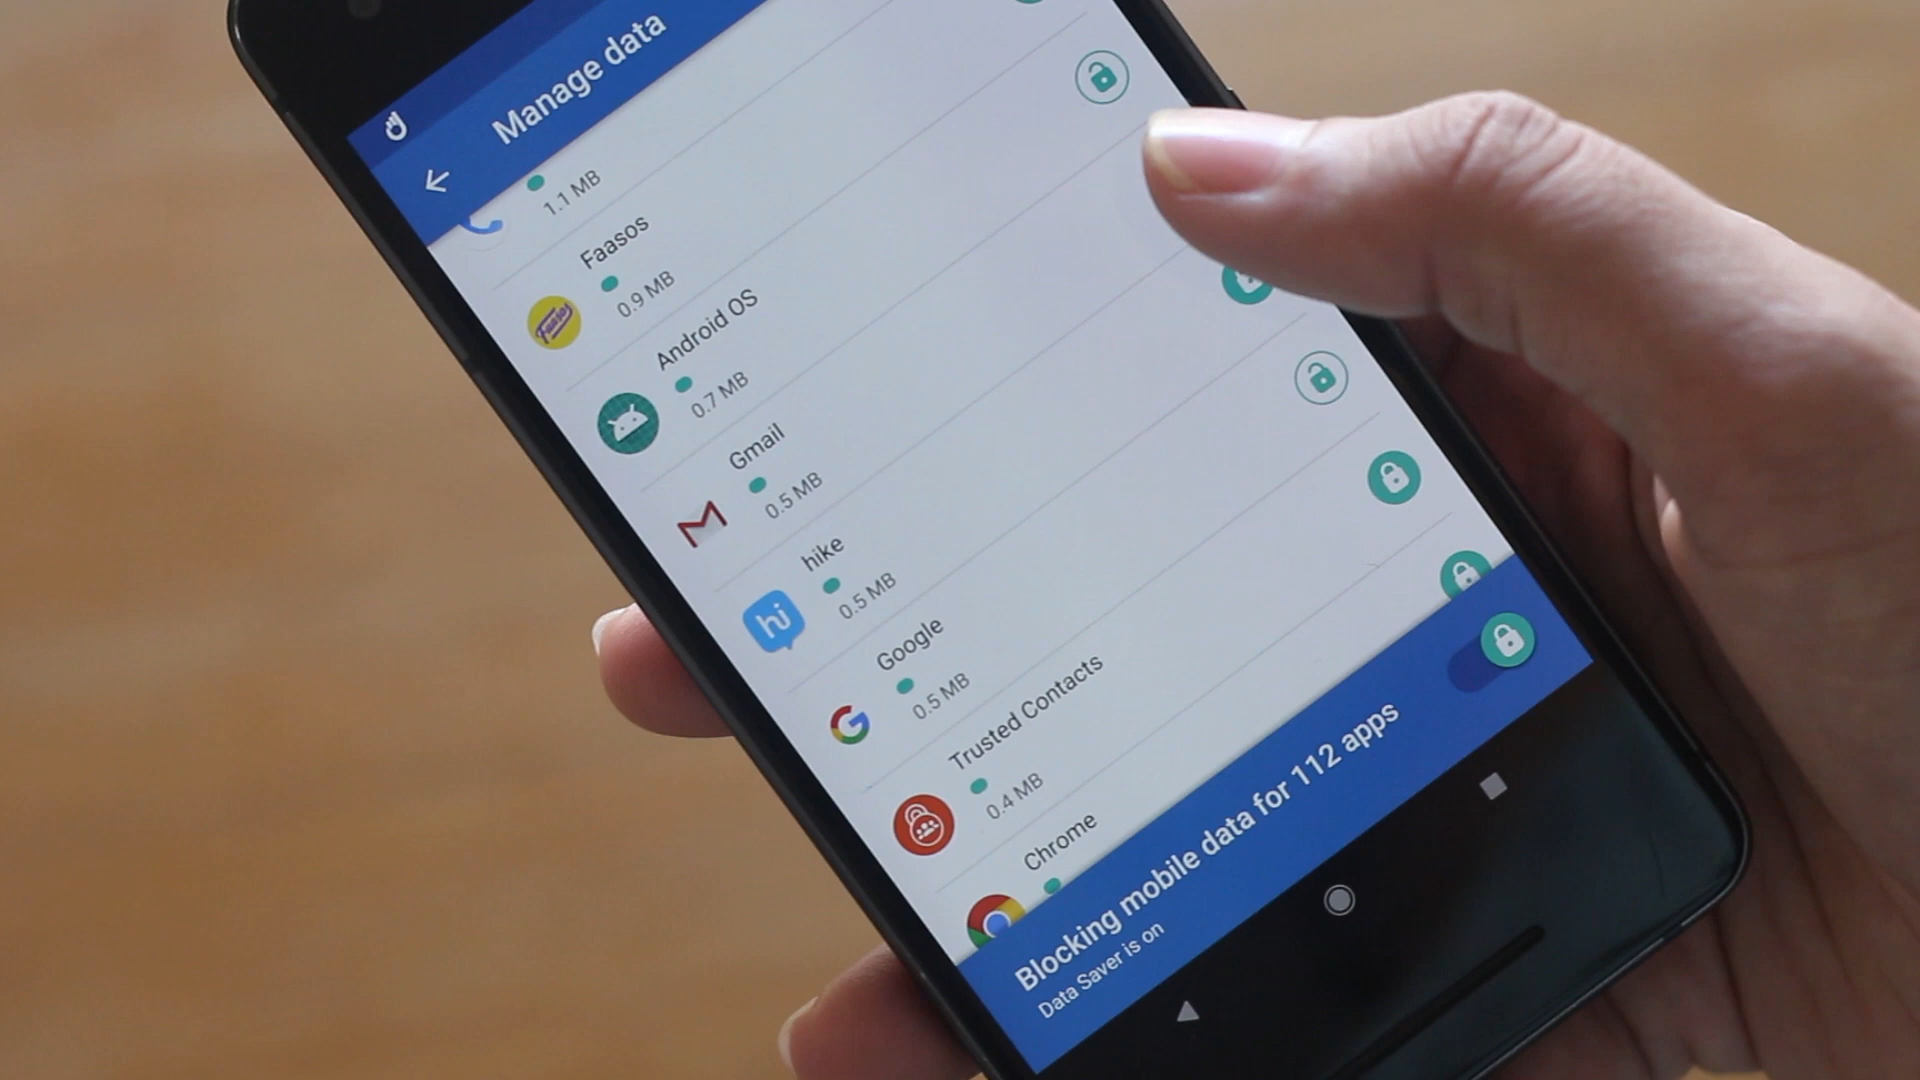 Manage data
1.1 MB
Faasos
Faasos
0.9 MB
Android OS
0.7 MB
Gmail
0.5 MB
hike
hi
0.5 MB
Google
0.5 MB
Trusted Contacts
0.4 MB
Chrome
Blocking mobile data for 112 apps
Data Saver is on